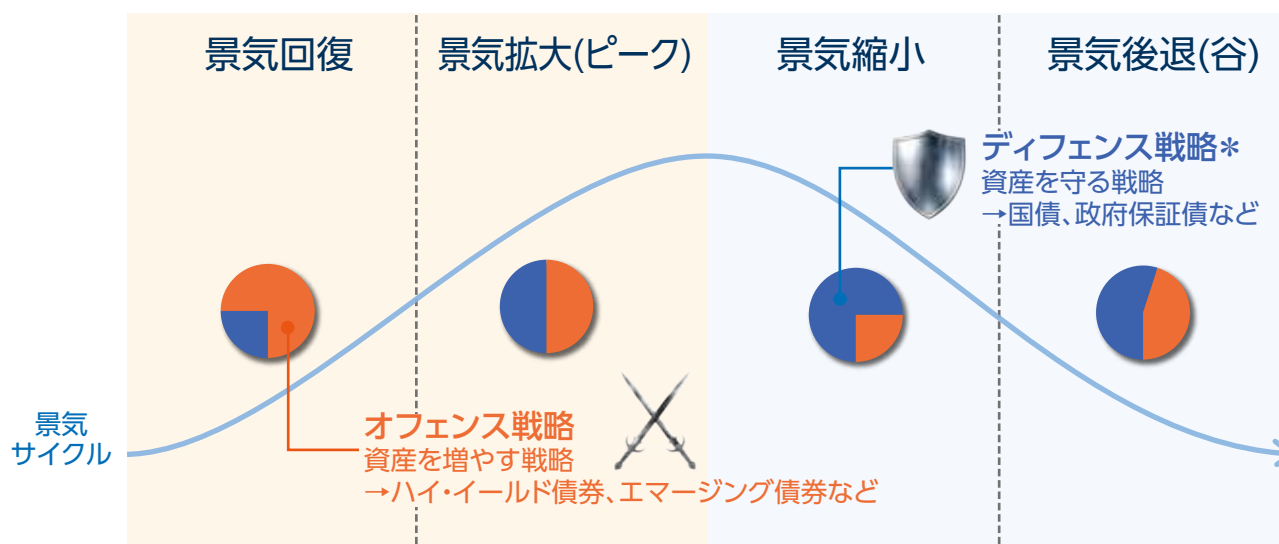 景気回復
景気拡大(ピーク)
景気縮小
景気後退(谷)
ディフェンス戦略*
資産を守る戦略
→国債、政府保証債など
景気
サイクル
オフェンス戦略
資産を増やす戦略
→ハイ・イールド債券、エマージング債券など